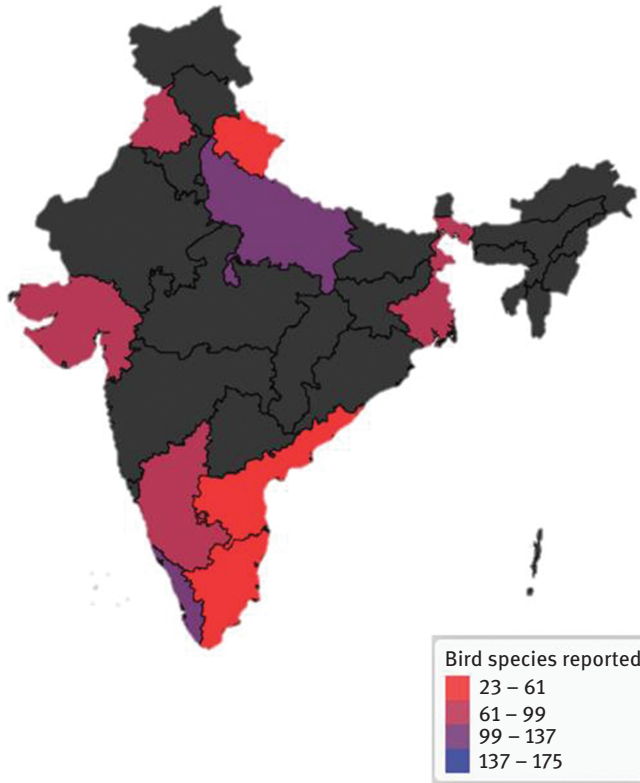 Bird species reported
23 – 61
61 – 99
99 – 137
137 – 175